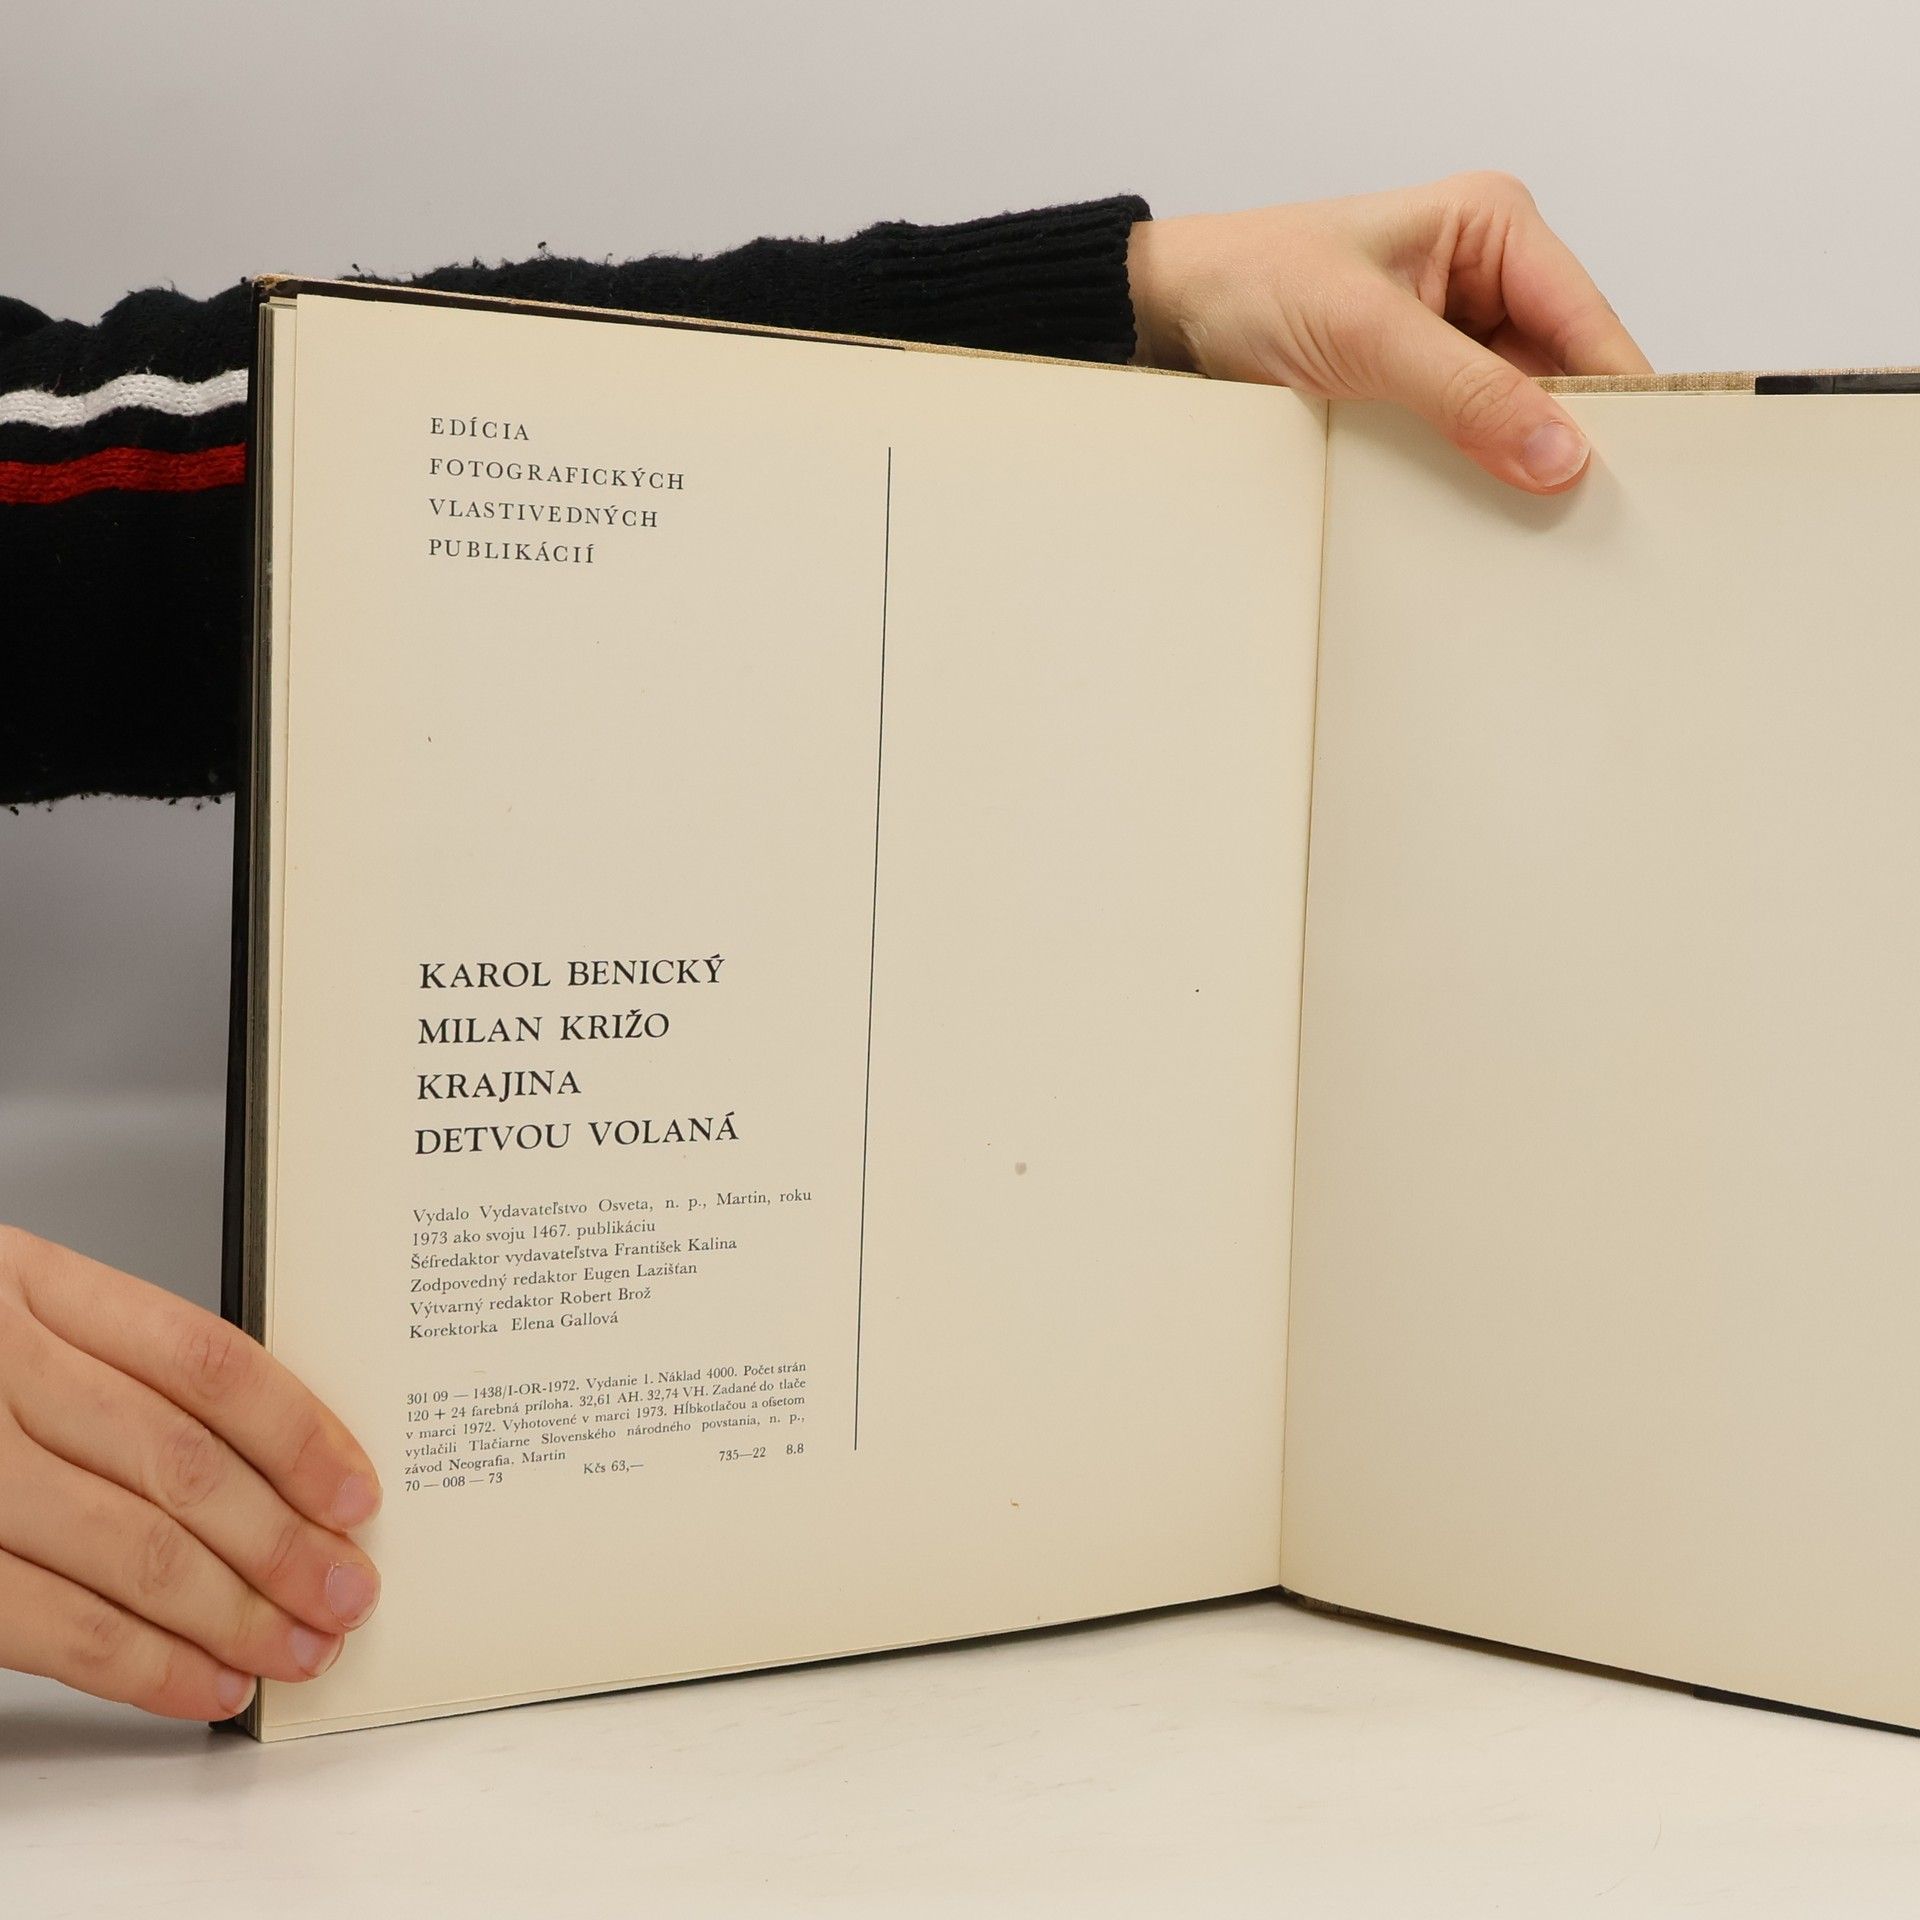 EDÍCIA
FOTOGRAFICKÝCH
VLASTIVEDNÝCH
PUBLIKÁCIÍ
KAROL BENICKÝ
MILAN KRIŽO
KRAJINA
DETVOU VOLANÁ
Vydalo Vydavateľstvo Osveta, n. p., Martin, roku
1973 ako svoju 1467. publikáciu
Šéfredaktor vydavateľstva František Kalina
Zodpovedný redaktor Eugen Lazišťan
Výtvarný redaktor Robert Brož
Korektorka Elena Gallová
301 09 — 1438/I-OR-1972. Vydanie 1. Náklad 4000. Počet strán
120 + 24 farebná príloha. 32,61 AH. 32,74 VH. Zadané do tlače
v marci 1972. Vyhotovené v marci 1973. Hĺbkotlačou a ofsetom
vytlačili Tlačiarne Slovenského národného povstania, n. p.,
závod Neografia, Martin
70 — 008 — 73 Kčs 63,— 735—22 8.8